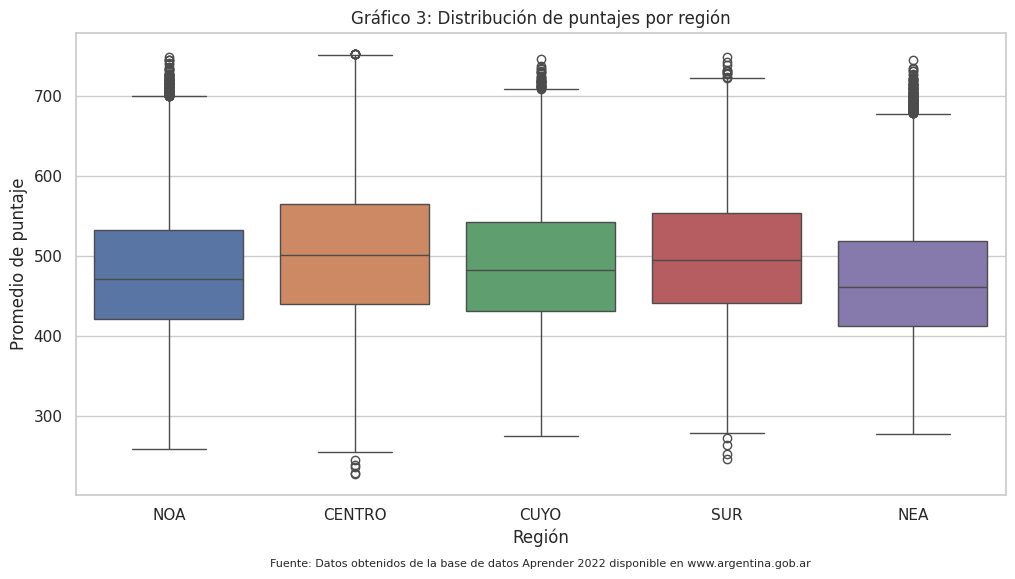 Gráfico 3: Distribución de puntajes por región
Promedio de puntaje
700
600
500
400
300
NOA CENTRO CUYO SUR NEA
Región
Fuente: Datos obtenidos de la base de datos Aprender 2022 disponible en www.argentina.gob.ar